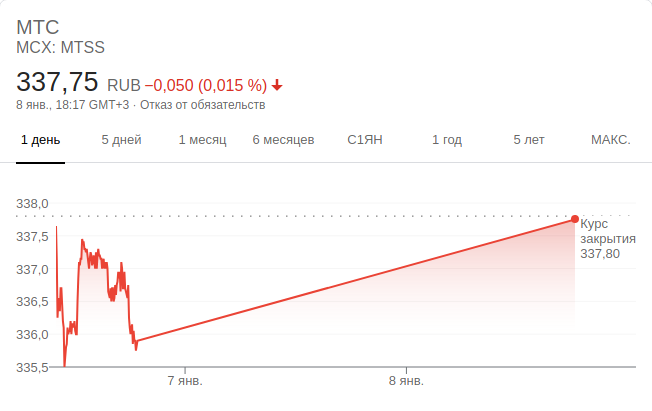 МТС
MCX: MTSS
337,75 RUB −0,050 (0,015 %)
8 янв., 18:17 GMT+3 · Отказ от обязательств
1 день 5 дней 1 месяц 6 месяцев С1ЯН 1 год 5 лет МАКС.
338,0
Курс
337,5
закрытия
337,80
337,0
336,5
336,0
335,5
7 янв. 8 янв.